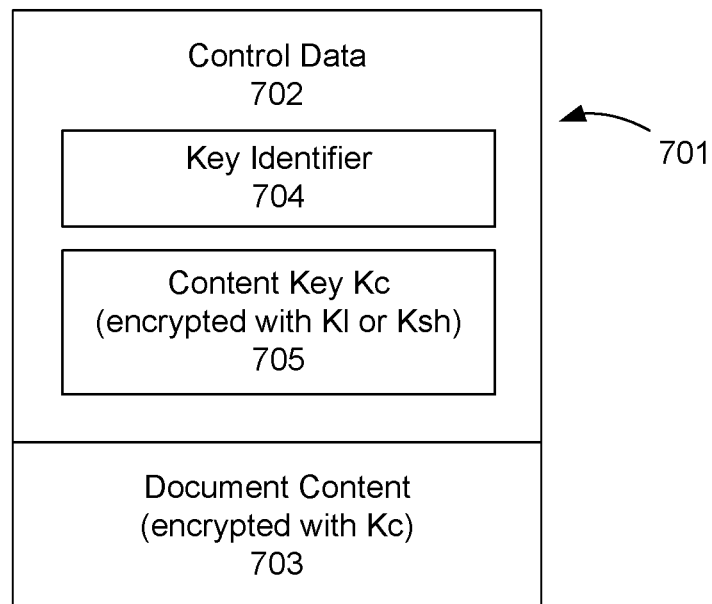 Control Data
702
701
Key Identifier
704
Content Key Kc
(encrypted with Kl or Ksh)
705
Document Content
(encrypted with Kc)
703